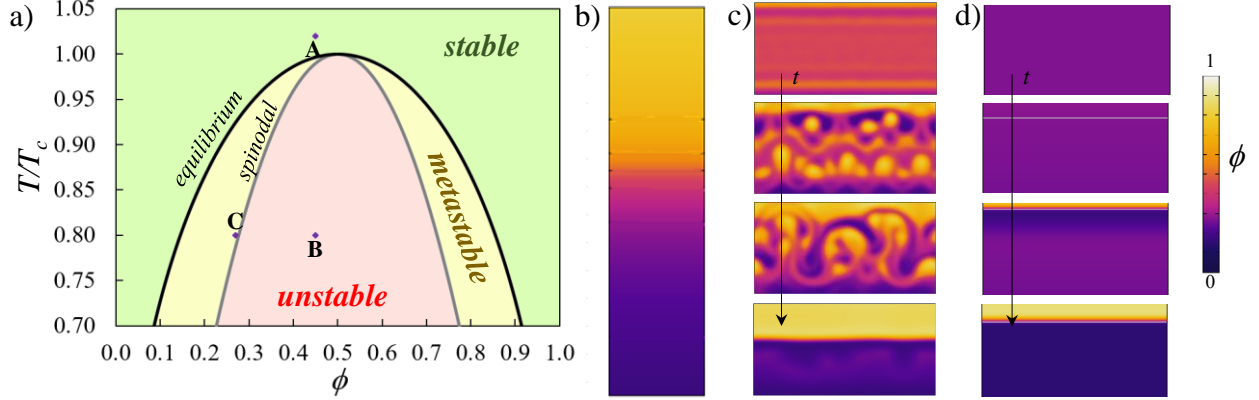 a)
b)
c)
d)
1.05
1.00
0.95
0.90
0.85
0.80
0.75
0.70
T/Tc
A
stable
equilibrium
spinodal
metastable
C
B
unstable
0.0 0.1 0.2 0.3 0.4 0.5 0.6 0.7 0.8 0.9 1.0
ϕ
t
t
1
ϕ
0